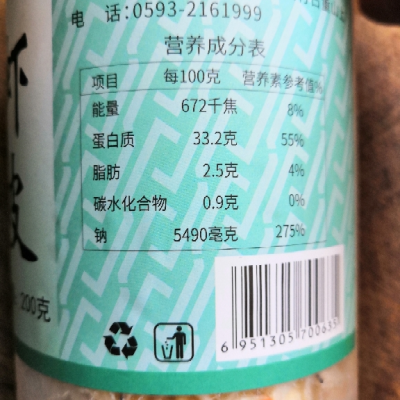 电 话:0593-2161999
营养成分表
项目 每100克 营养素参考值%
能量 672千焦 8%
蛋白质 33.2克 55%
脂肪 2.5克 4%
碳水化合物 0.9克 0%
钠 5490毫克 275%
虾皮
200克
6 951305 700635